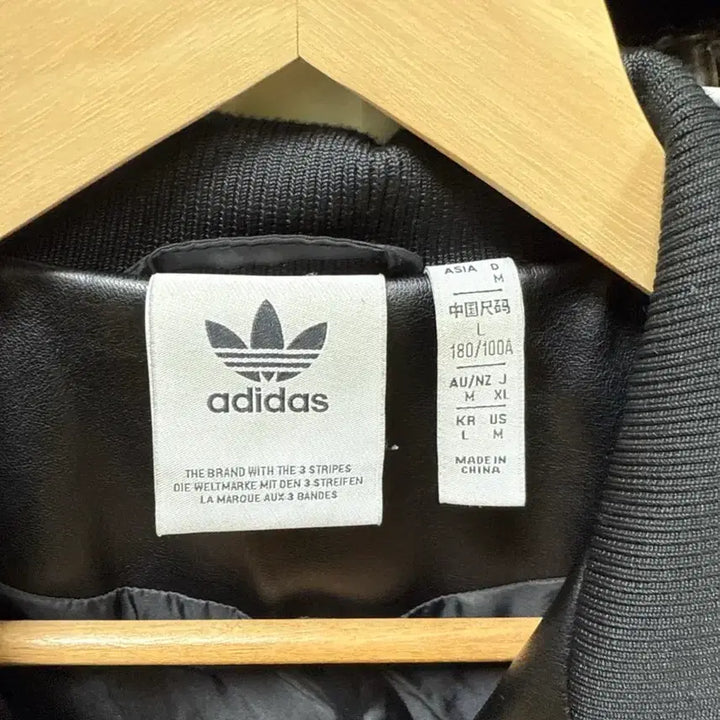 adidas
THE BRAND WITH THE 3 STRIPES
DIE WELTMARKE MIT DEN 3 STREIFEN
LA MARQUE AUX 3 BANDES
ASIA D
M
中国尺码
L
180/100A
AU/NZ J
M XL
KR US
L M
MADE IN
CHINA